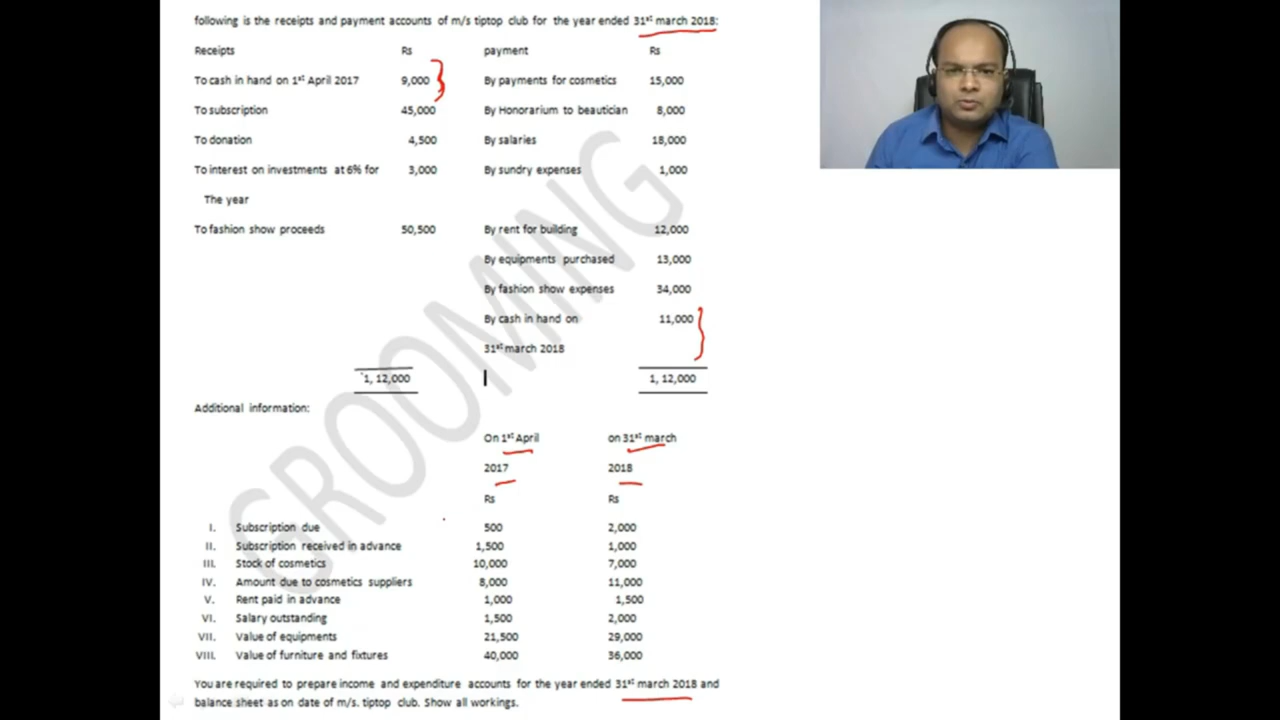 following is the receipts and payment accounts of m/s tiptop club for the year ended 31st march 2018:
Receipts Rs payment Rs
To cash in hand on 1st April 2017 9,000 By payments for cosmetics 15,000
To subscription 45,000 By Honorarium to beautician 8,000
To donation 4,500 By salaries 18,000
To interest on investments at 6% for 3,000 By sundry expenses 1,000
The year
To fashion show proceeds 50,500 By rent for building 12,000
By equipments purchased 13,000
By fashion show expenses 34,000
By cash in hand on 11,000
31st march 2018
`1, 12,000 1, 12,000
Additional information:
On 1st April on 31st march
2017 2018
Rs Rs
I. Subscription due 500 2,000
II. Subscription received in advance 1,500 1,000
III. Stock of cosmetics 10,000 7,000
IV. Amount due to cosmetics suppliers 8,000 11,000
V. Rent paid in advance 1,000 1,500
VI. Salary outstanding 1,500 2,000
VII. Value of equipments 21,500 29,000
VIII. Value of furniture and fixtures 40,000 36,000
You are required to prepare income and expenditure accounts for the year ended 31st march 2018 and
balance sheet as on date of m/s. tiptop club. Show all workings.
GROOMING